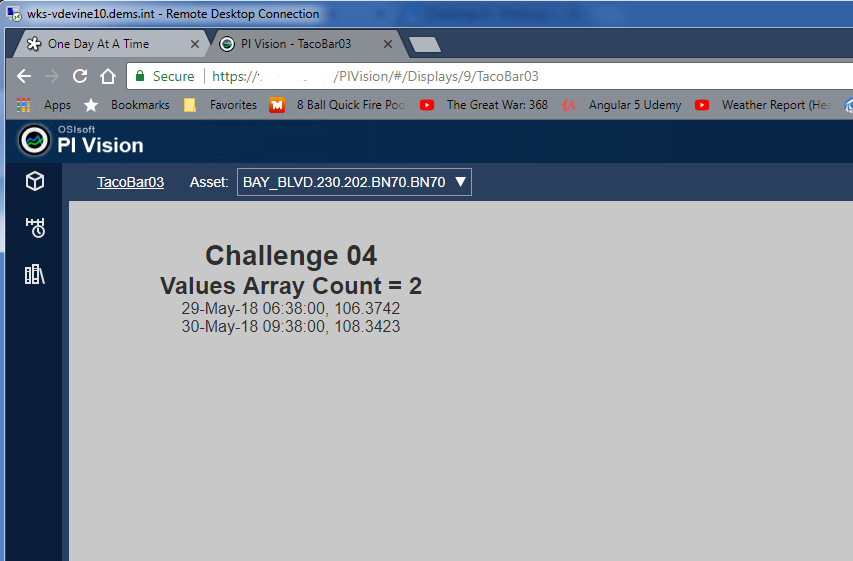 wks-vdevine10.dems.int - Remote Desktop Connection
One Day At A Time
PI Vision - TacoBar03
Secure
https://
/PIVision/#/Displays/9/TacoBar03
Apps
Bookmarks
Favorites
8 Ball Quick Fire Poo
The Great War: 368
Angular 5 Udemy
Weather Report (Hea
OSIsoft
PI Vision
TacoBar03
Asset:
BAY_BLVD.230.202.BN70.BN70
Challenge 04
Values Array Count = 2
29-May-18 06:38:00, 106.3742
30-May-18 09:38:00, 108.3423